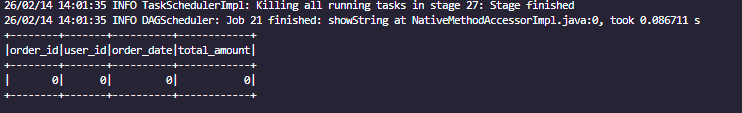 26/02/14 14:01:35 INFO TaskSchedulerImpl: Killing all running tasks in stage 27: Stage finished
26/02/14 14:01:35 INFO DAGScheduler: Job 21 finished: showString at NativeMethodAccessorImpl.java:0, took 0.086711 s
+--------+-------+----------+------------+
|order_id|user_id|order_date|total_amount|
+--------+-------+----------+------------+
|       0|      0|         0|           0|
+--------+-------+----------+------------+